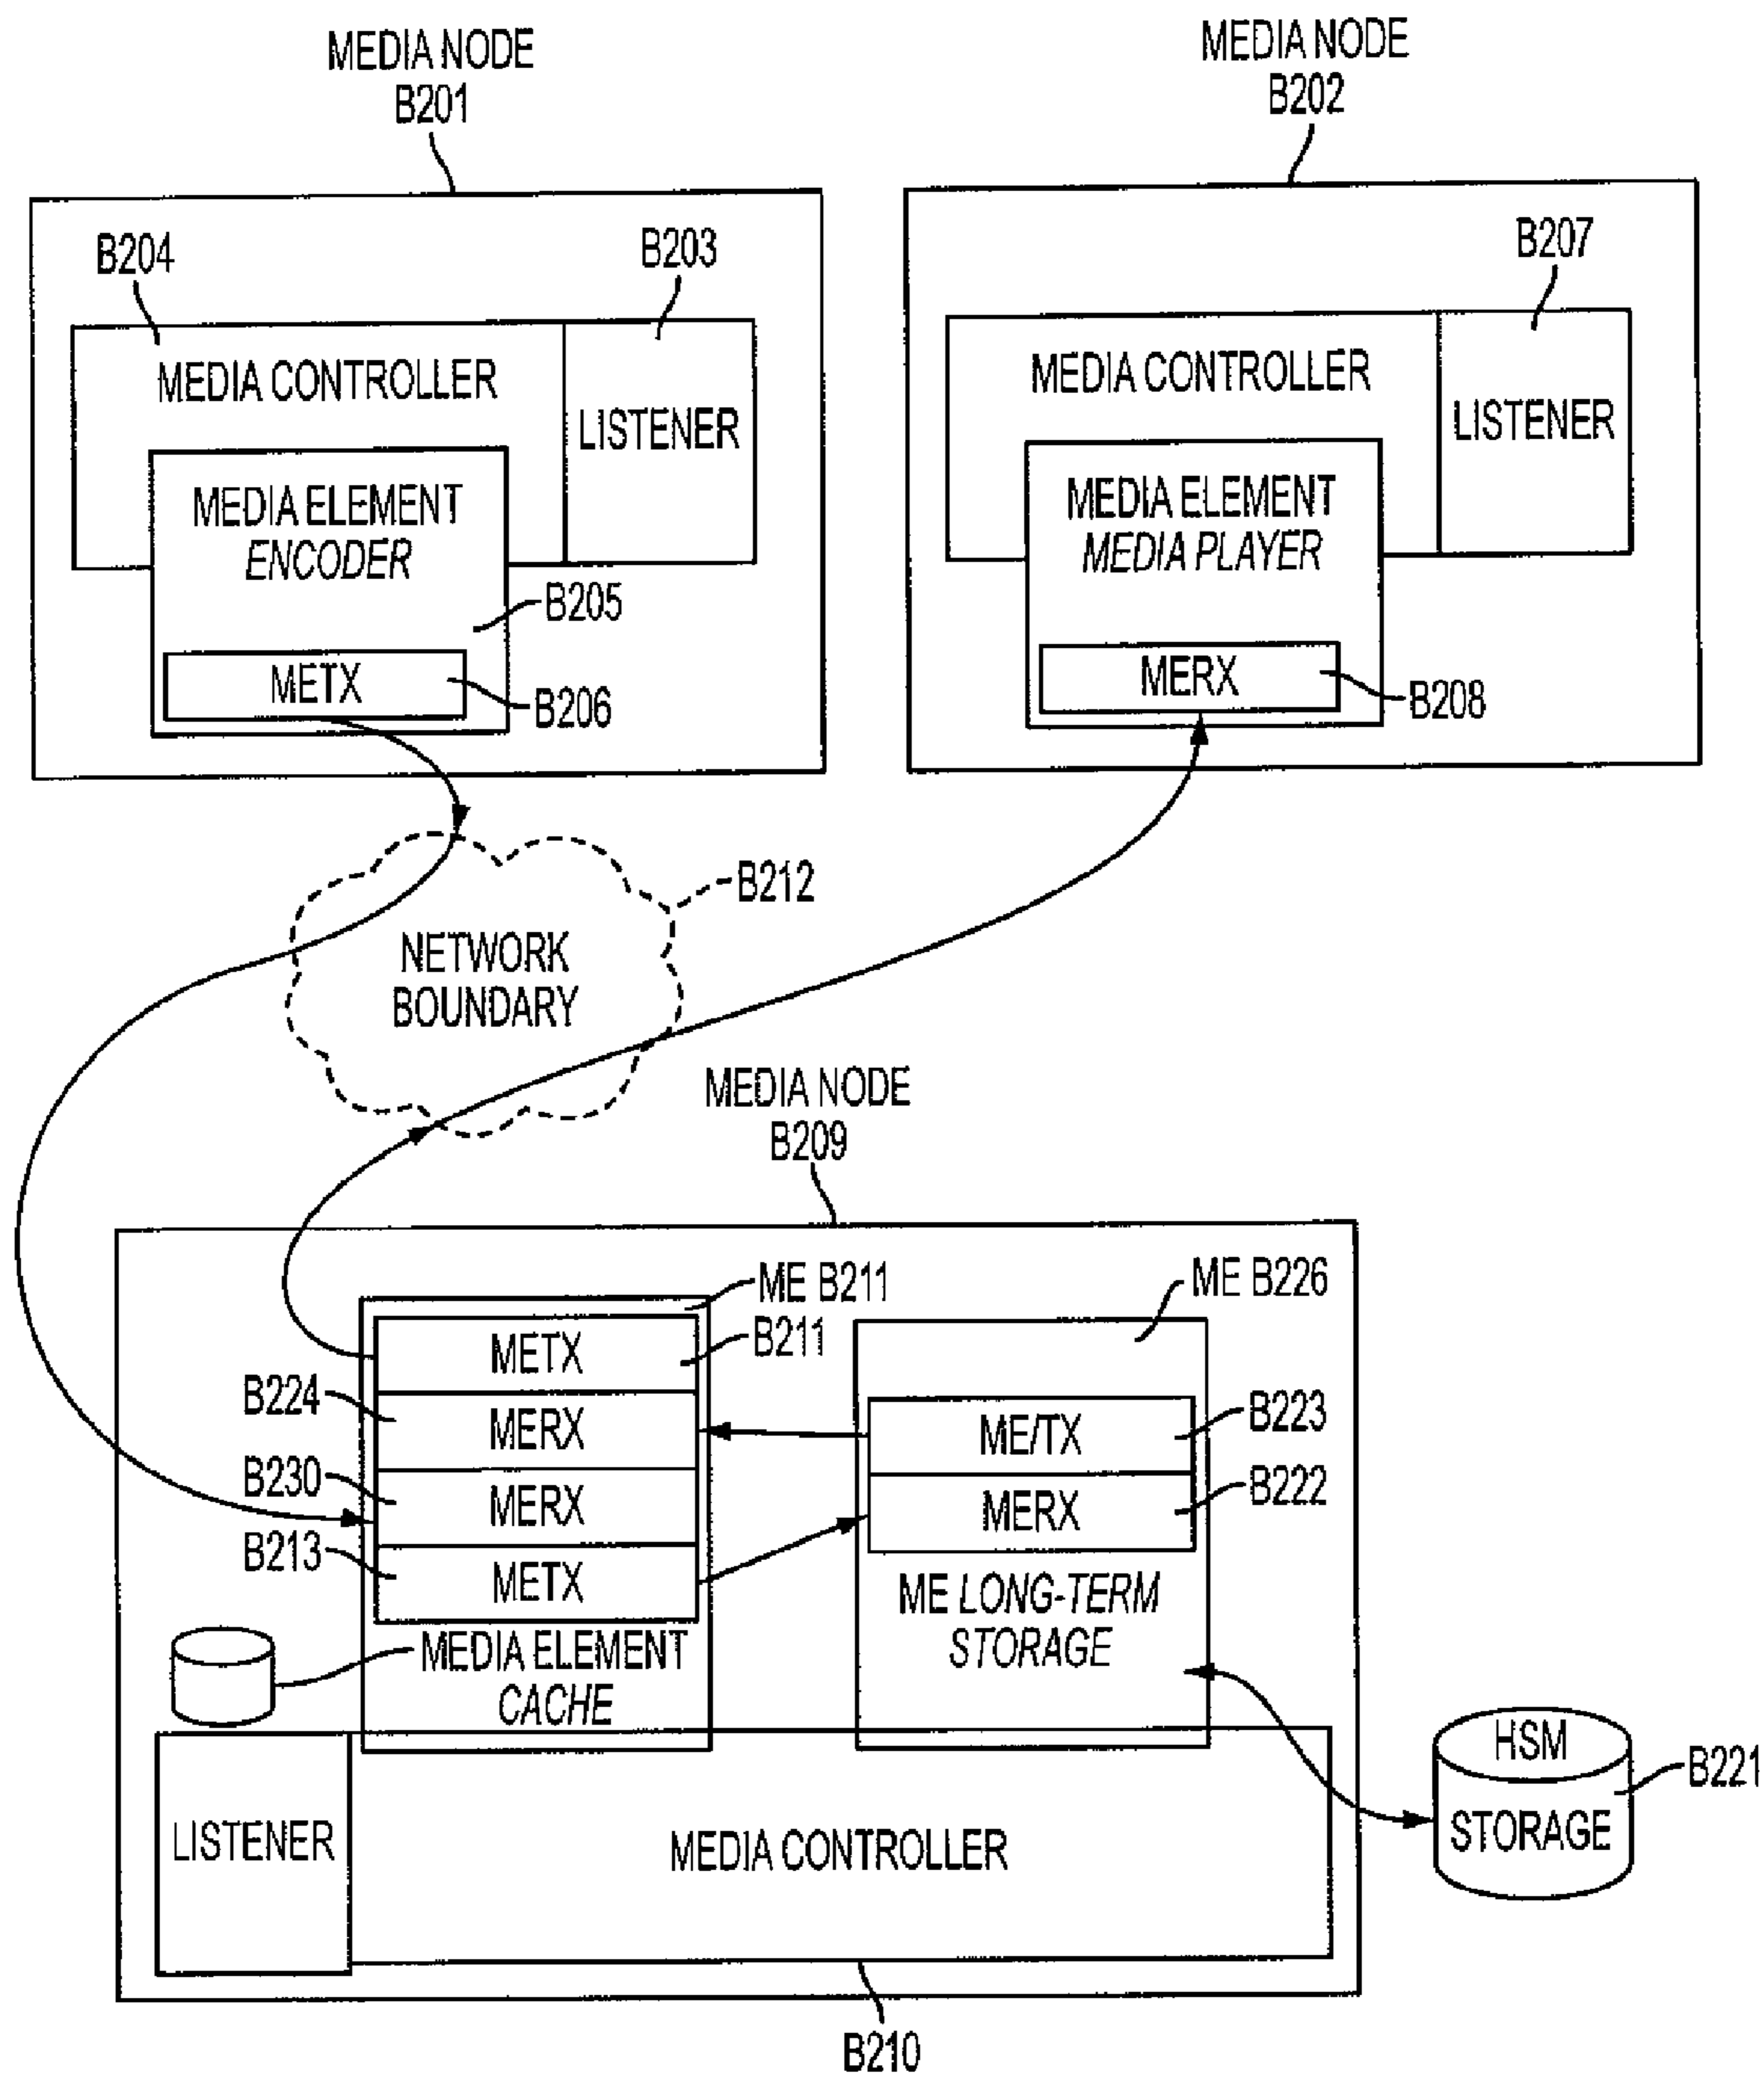 MEDIA NODE
B201
MEDIA NODE
B202
B204
B203
B207
MEDIA CONTROLLER
LISTENER
MEDIA ELEMENT
ENCODER
B205
METX
B206
MEDIA CONTROLLER
LISTENER
MEDIA ELEMENT
MEDIA PLAYER
MERX
B208
B212
NETWORK
BOUNDARY
MEDIA NODE
B209
ME B211
B211
METX
B224
MERX
B230
MERX
B213
METX
MEDIA ELEMENT
CACHE
ME B226
ME/TX
B223
MERX
B222
ME LONG-TERM
STORAGE
LISTENER
MEDIA CONTROLLER
HSM
STORAGE
B221
B210